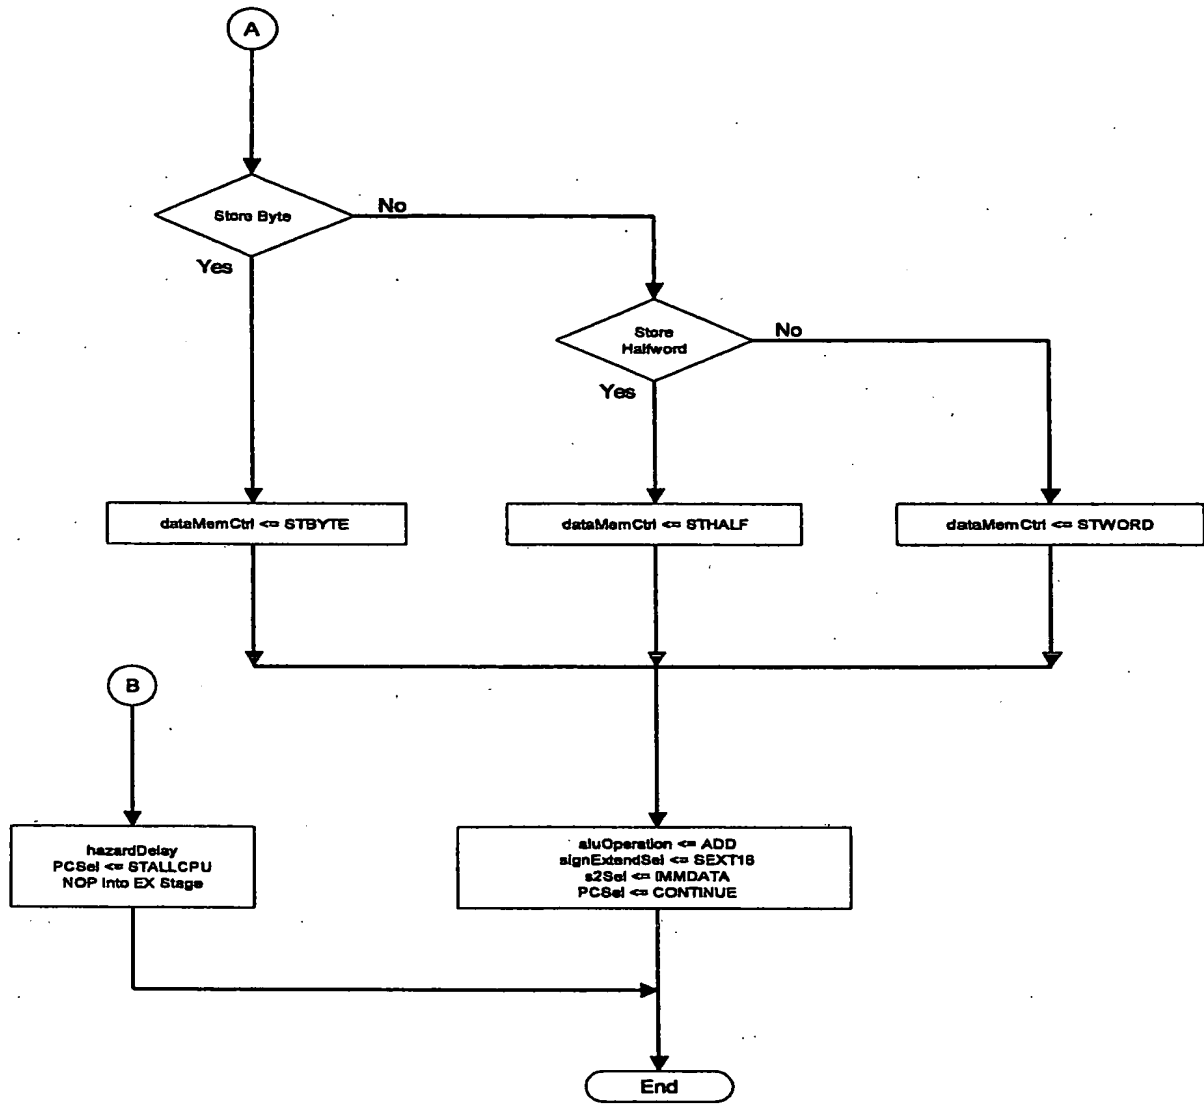 A
Store Byte
No
Yes
Store
Halfword
No
Yes
dataMemCtrl <= STBYTE
dataMemCtrl <= STHALF
dataMemCtrl <= STWORD
B
hazardDelay
PCSel <= STALLCPU
NOP Into EX Stage
aluOperation <= ADD
signExtendSel <= SEXT16
s2Sel <= IMMDATA
PCSel <= CONTINUE
End